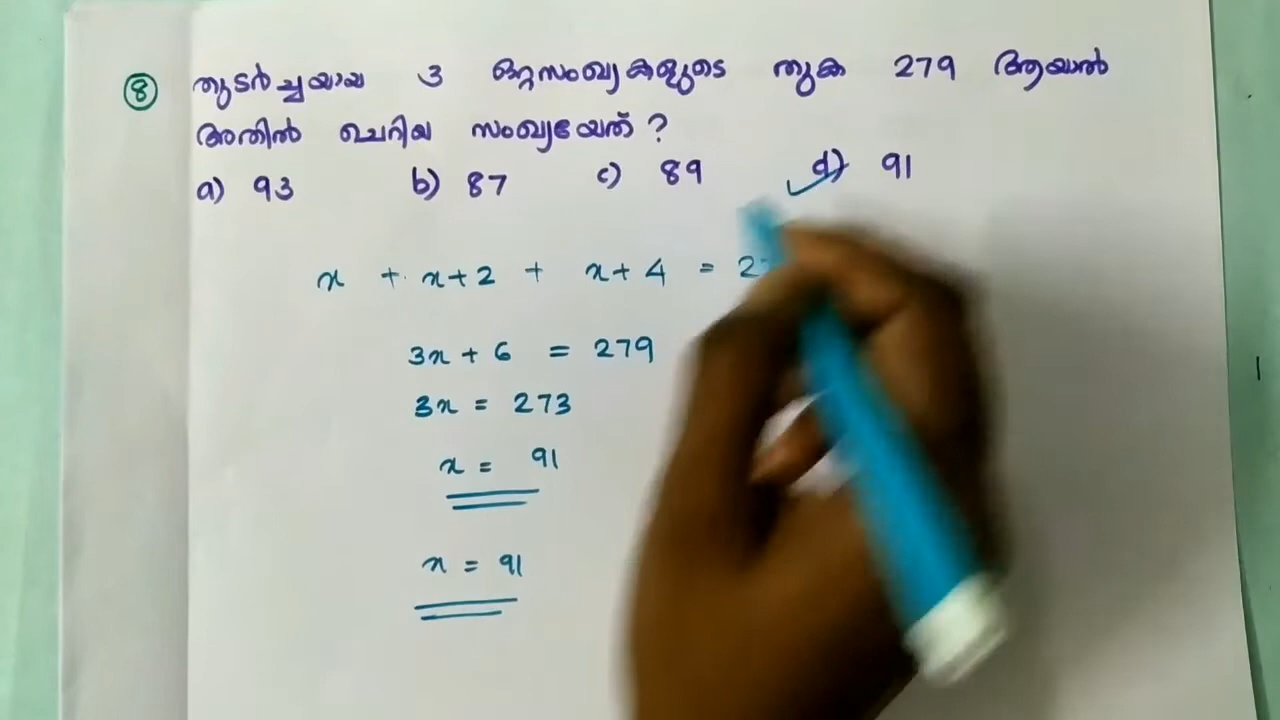 ⑧ തുടർച്ചയായ 3 ഒറ്റസംഖ്യകളുടെ തുക 279 ആയാൽ
അതിൽ ചെറിയ സംഖ്യയേത് ?
a) 93 b) 87 c) 89 d) 91
x + x+2 + x+4 =
3x + 6 = 279
3x = 273
x = 91
x = 91